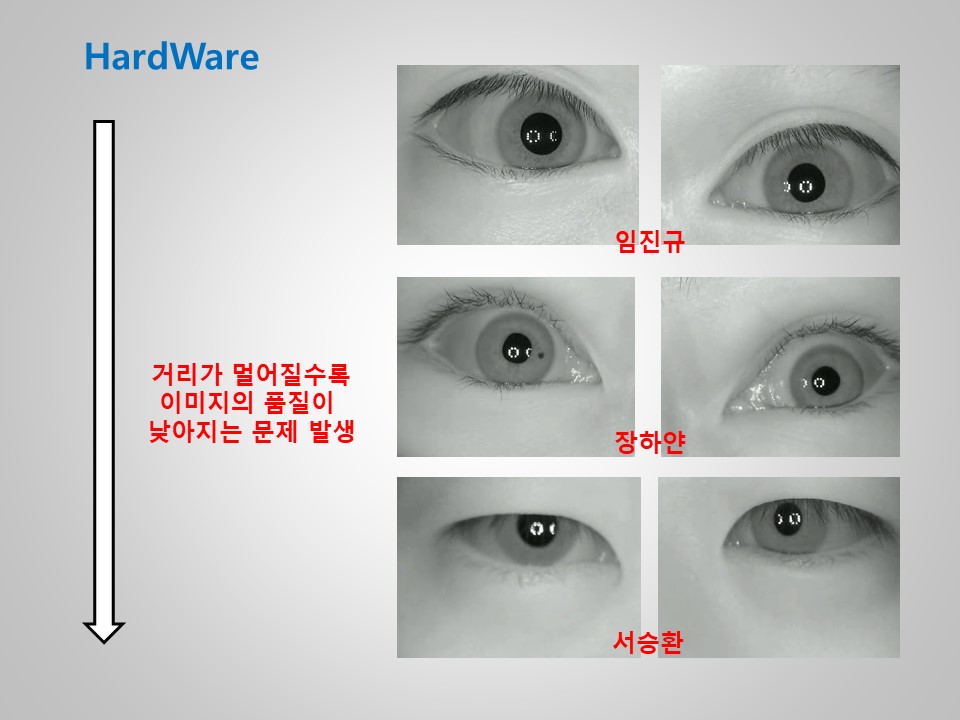 HardWare
임진규
거리가 멀어질수록
이미지의 품질이
낮아지는 문제 발생
장하얀
서승환